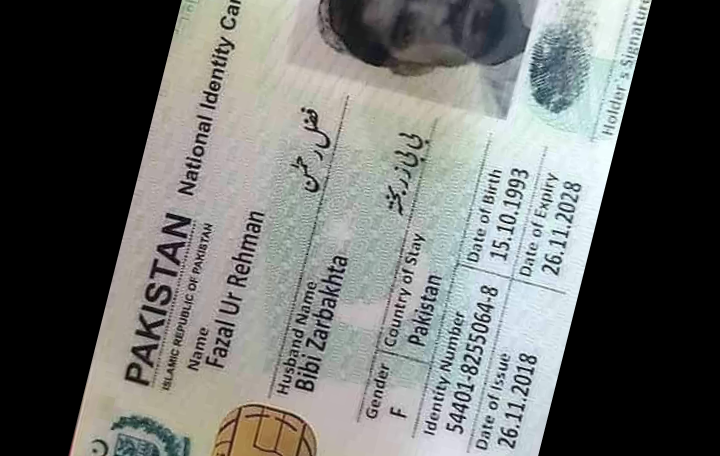 PAKISTAN National Identity Car
ISLAMIC REPUBLIC OF PAKISTAN
Name
Fazal Ur Rehman
فضل رحمٰن
Husband Name
Bibi Zarbakhta
بی بی زربختہ
Gender Country of Stay
F Pakistan
Identity Number Date of Birth
54401-8255064-8 15.10.1993
Date of Issue Date of Expiry
26.11.2018 26.11.2028
Holder's Signature